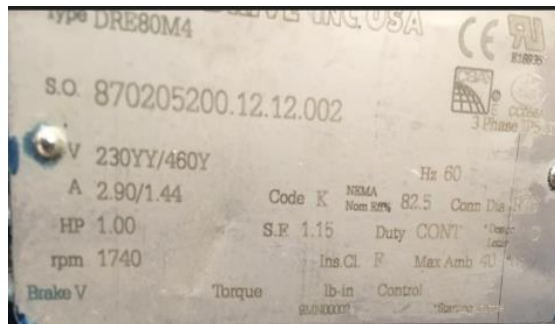 DRIVE INC. USA
Type DRE80M4
CE
S.O. 870205200.12.12.002
3 Phase
Hz 60
V 230YY/460Y
A 2.90/1.44 Code K NEMA Nom Eff% 82.5 Conn Dia
HP 1.00 S.F. 1.15 Duty CONT
rpm 1740 Ins.Cl. F Max Amb 40
Brake V Torque lb-in Control